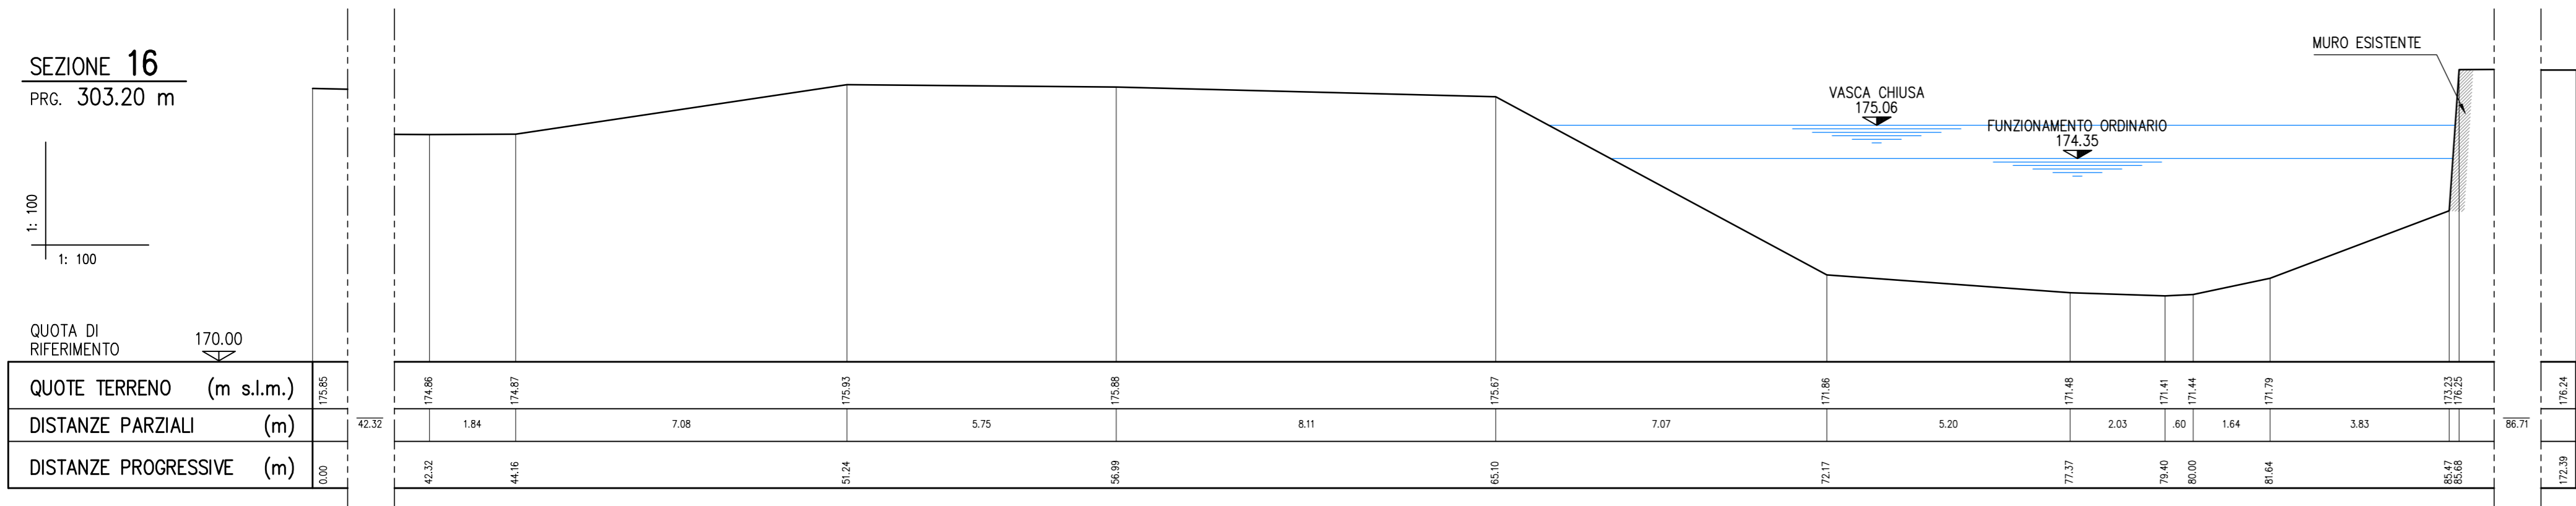 SEZIONE 16
PRG. 303.20 m
MURO ESISTENTE
VASCA CHIUSA
175.06
FUNZIONAMENTO ORDINARIO
174.35
1: 100
1: 100
QUOTA DI
RIFERIMENTO
170.00
QUOTE TERRENO (m s.l.m.) 175.85 174.86 174.87 175.93 175.88 175.67 171.86 171.48 171.41 171.44 171.79 173.23 176.25 176.24
DISTANZE PARZIALI (m) 42.32 1.84 7.08 5.75 8.11 7.07 5.20 2.03 .60 1.64 3.83 86.71
DISTANZE PROGRESSIVE (m) 0.00 42.32 44.16 51.24 56.99 65.10 72.17 77.37 79.40 80.00 81.64 85.47 85.68 172.39